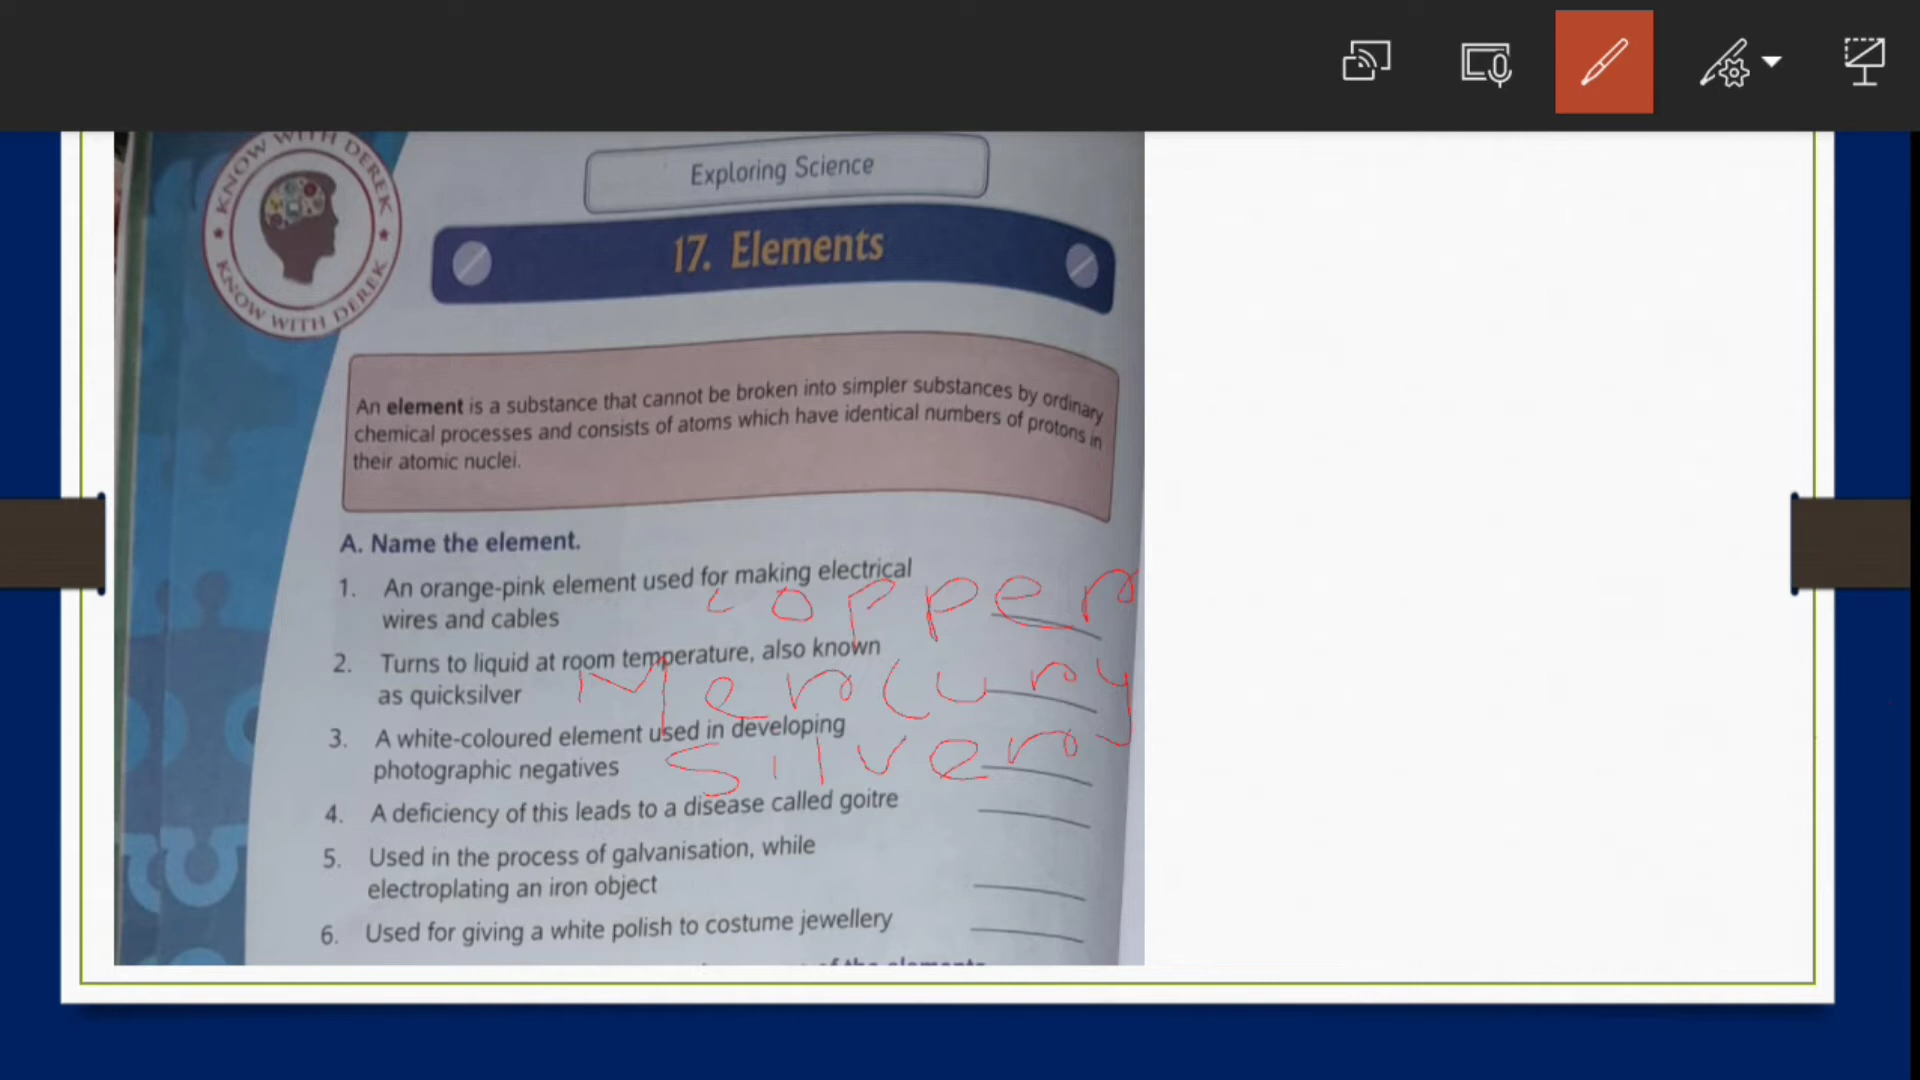 KNOW WITH DEREK
KNOW WITH DEREK
Exploring Science
17. Elements
An element is a substance that cannot be broken into simpler substances by ordinary
chemical processes and consists of atoms which have identical numbers of protons in
their atomic nuclei.
A. Name the element.
1. An orange-pink element used for making electrical
wires and cables
copper
2. Turns to liquid at room temperature, also known
as quicksilver
Mercury
3. A white-coloured element used in developing
photographic negatives
Silver
4. A deficiency of this leads to a disease called goitre
5. Used in the process of galvanisation, while
electroplating an iron object
6. Used for giving a white polish to costume jewellery
of the elements